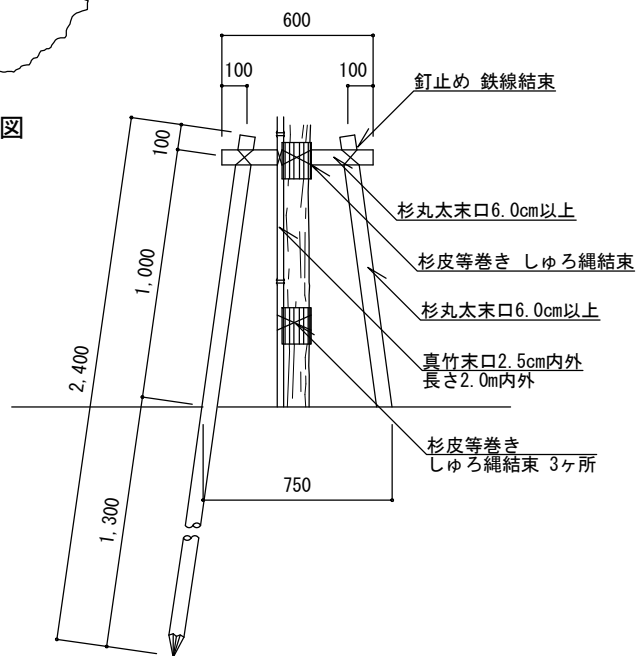 600
100
100
釘止め 鉄線結束
図
100
杉丸太末口6.0cm以上
杉皮等巻き しゅろ縄結束
1,000
杉丸太末口6.0cm以上
2,400
真竹末口2.5cm内外
長さ2.0m内外
杉皮等巻き
しゅろ縄結束 3ヶ所
750
1,300